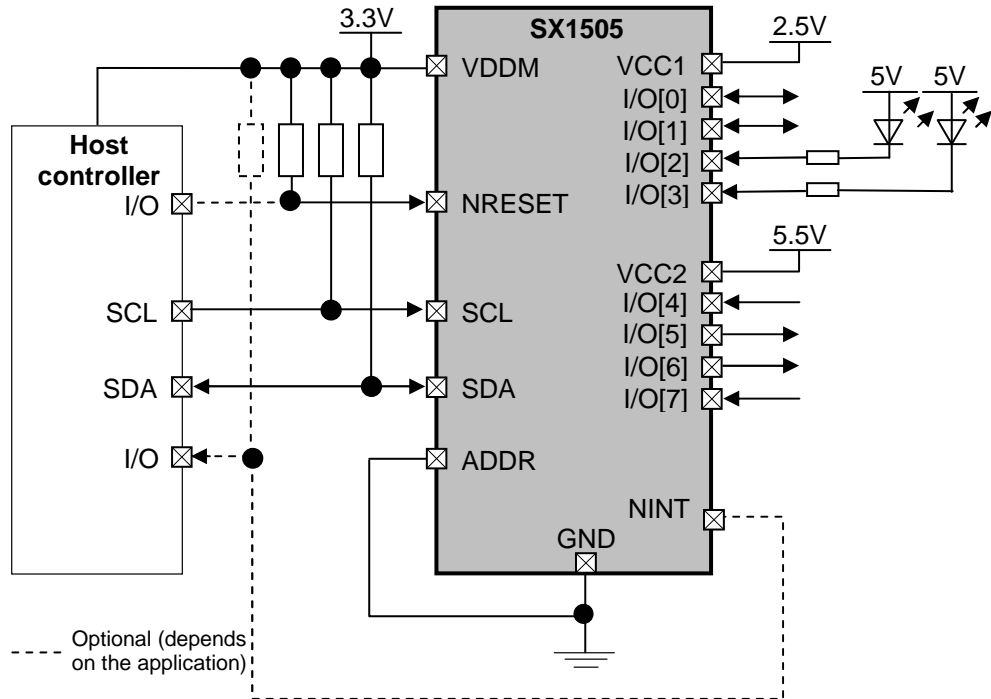 3.3V
SX1505
2.5V
VDDM
VCC1
5V
5V
I/O[0]
I/O[1]
Host
controller
I/O[2]
I/O
NRESET
I/O[3]
5.5V
VCC2
SCL
SCL
I/O[4]
I/O[5]
I/O[6]
SDA
SDA
I/O[7]
I/O
ADDR
NINT
GND
Optional (depends
on the application)